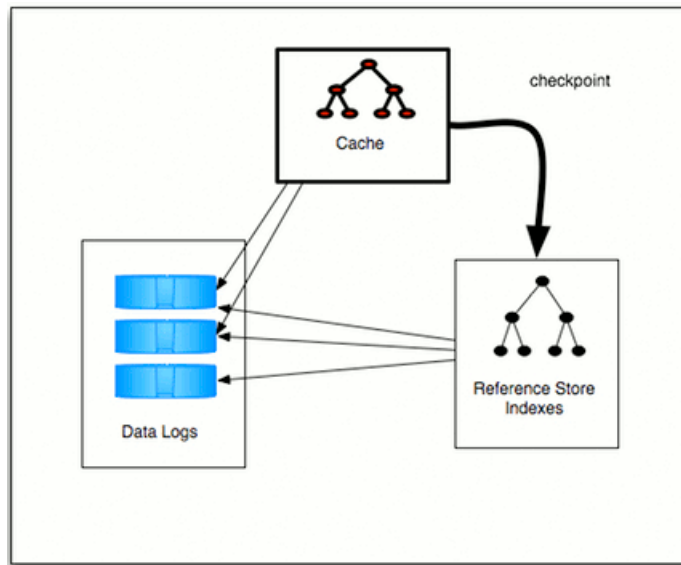 checkpoint
Cache
Reference Store
Indexes
Data Logs